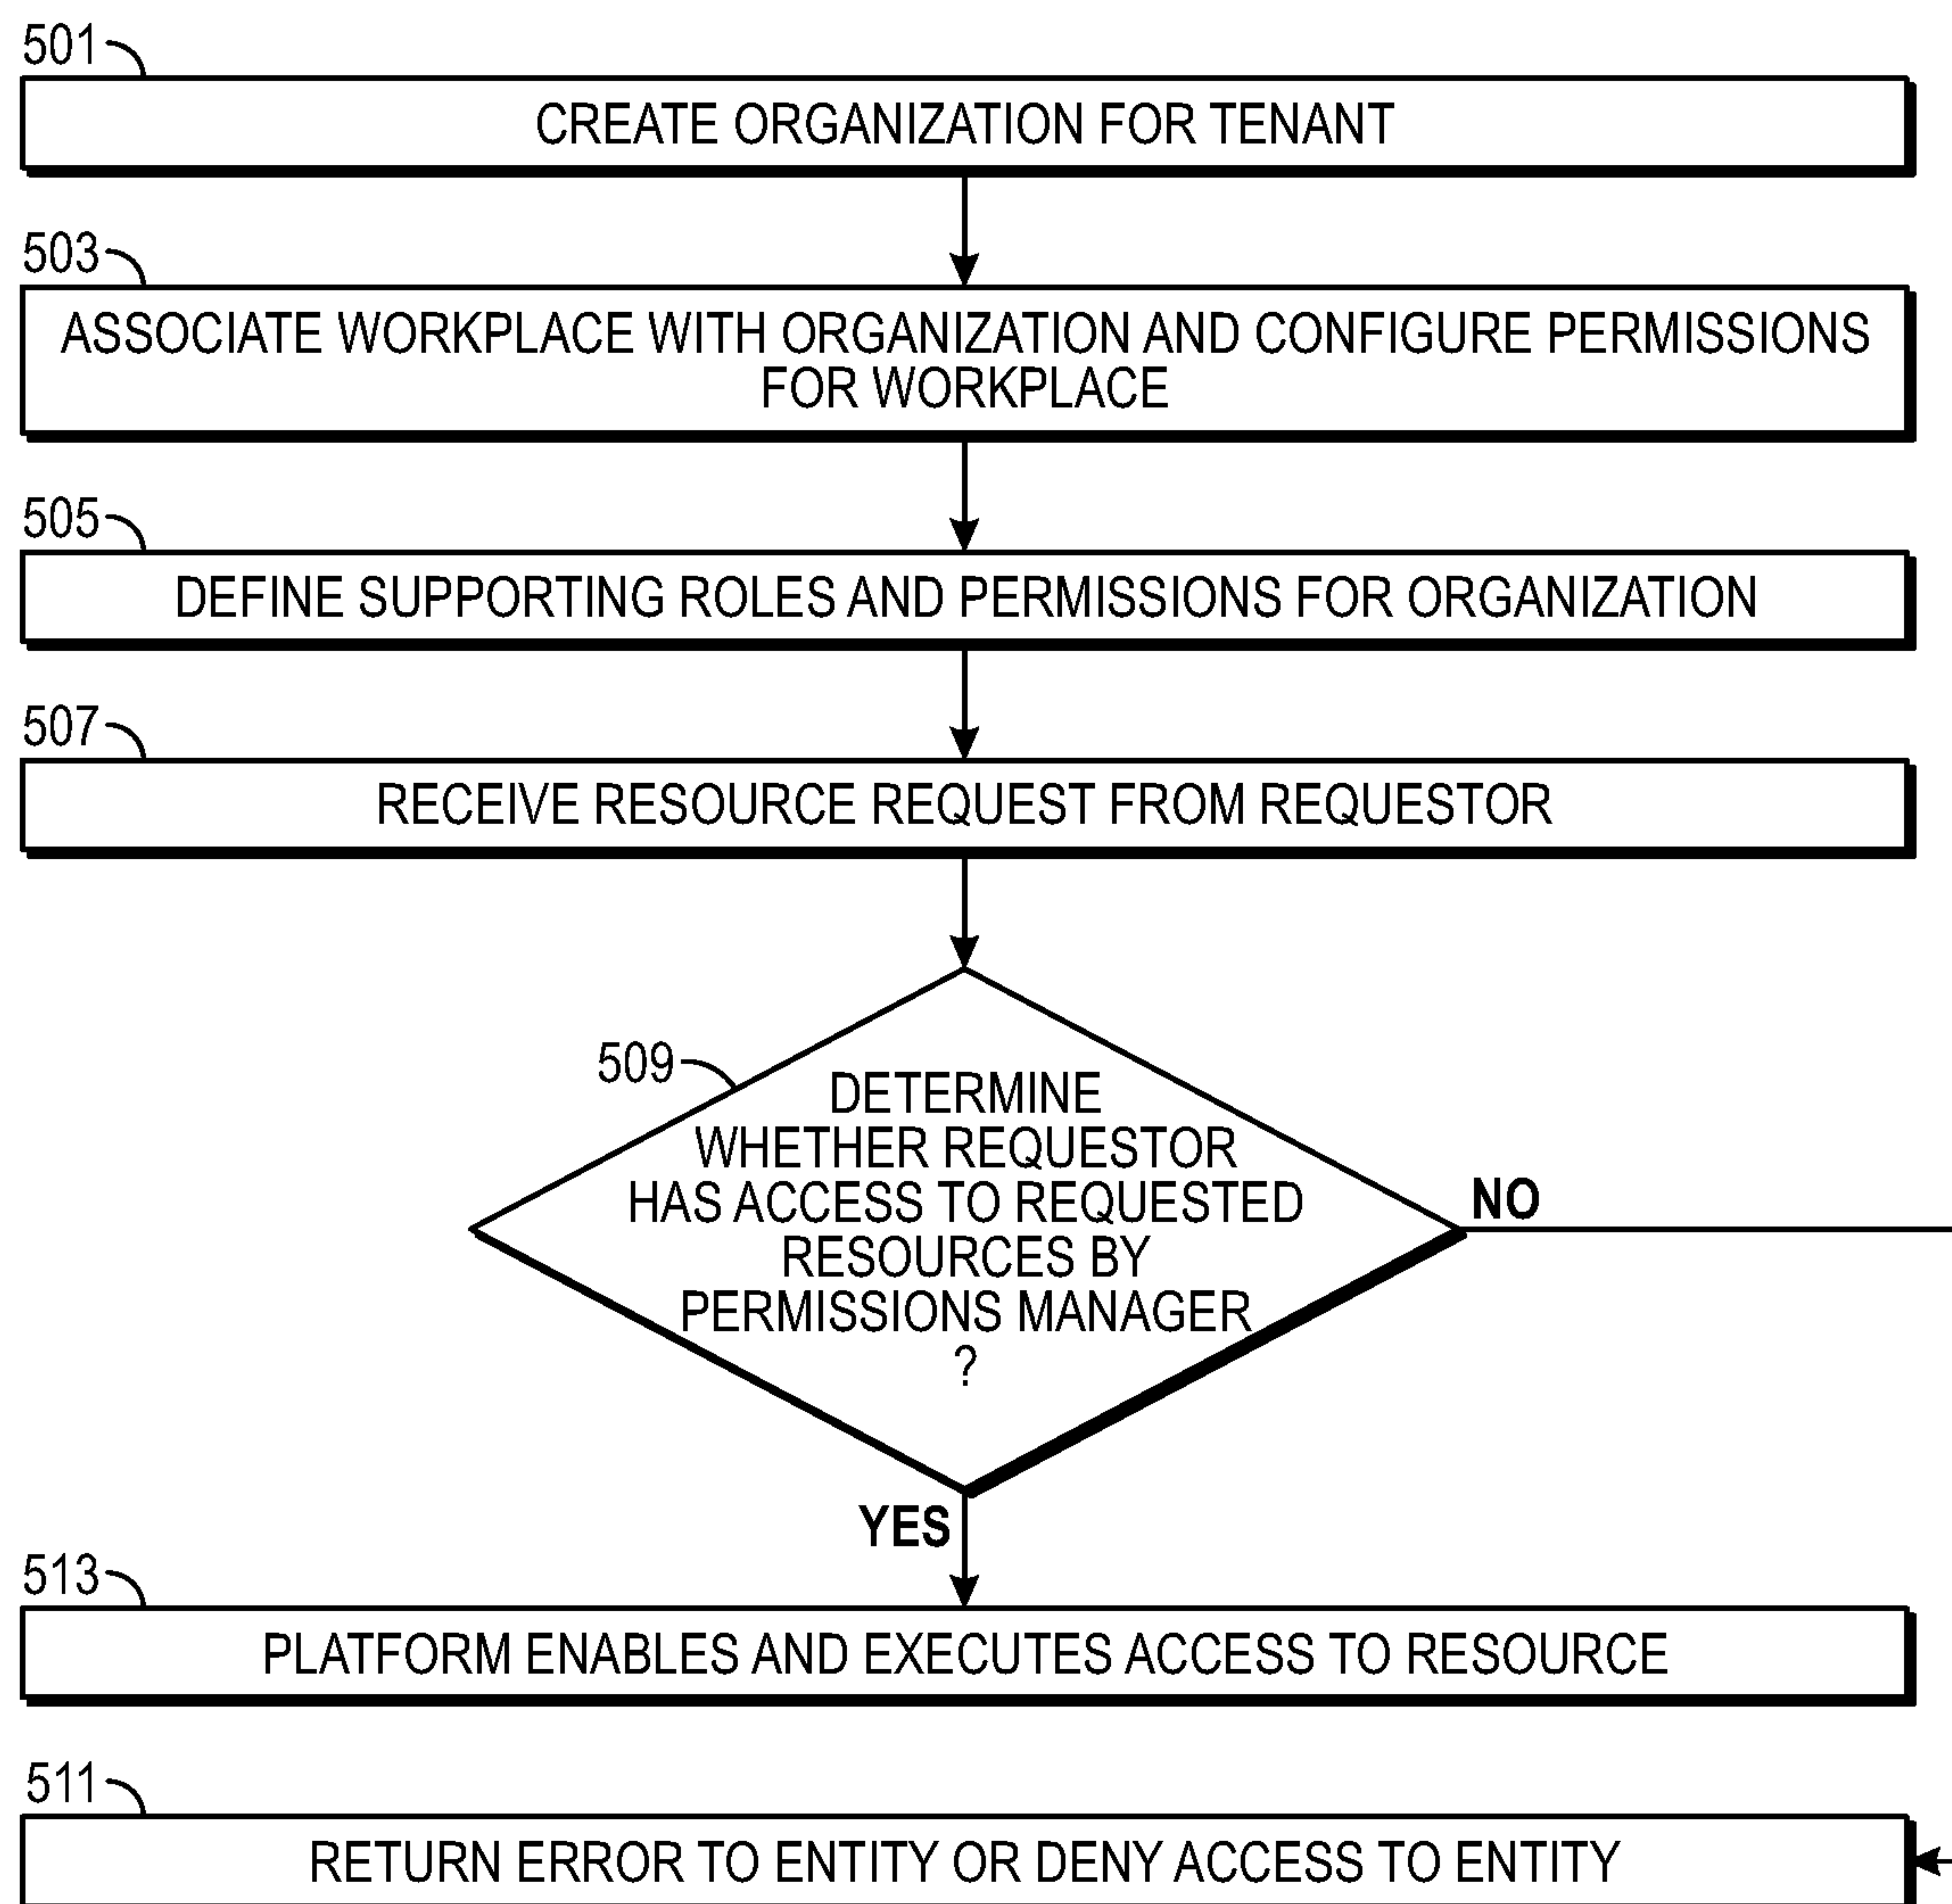 501
CREATE ORGANIZATION FOR TENANT
503
ASSOCIATE WORKPLACE WITH ORGANIZATION AND CONFIGURE PERMISSIONS
FOR WORKPLACE
505
DEFINE SUPPORTING ROLES AND PERMISSIONS FOR ORGANIZATION
507
RECEIVE RESOURCE REQUEST FROM REQUESTOR
509
DETERMINE
WHETHER REQUESTOR
HAS ACCESS TO REQUESTED
RESOURCES BY
PERMISSIONS MANAGER
?
NO
YES
513
PLATFORM ENABLES AND EXECUTES ACCESS TO RESOURCE
511
RETURN ERROR TO ENTITY OR DENY ACCESS TO ENTITY